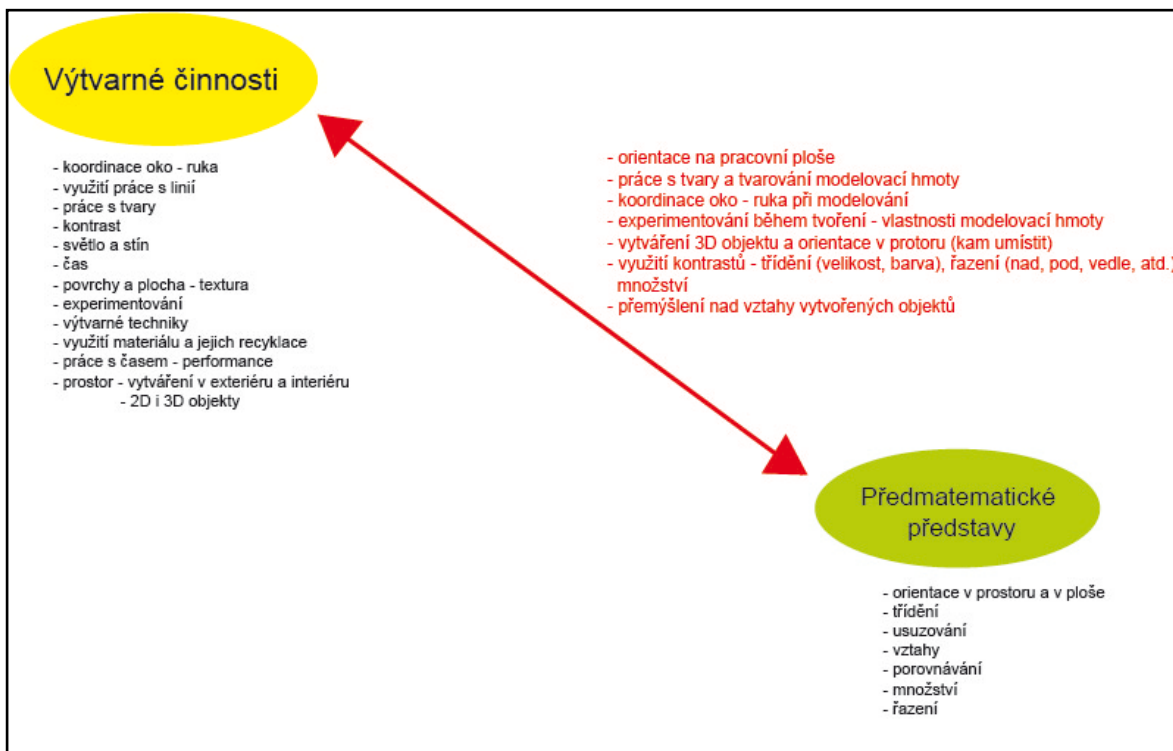 Výtvarné činnosti
- koordinace oko - ruka
- využití práce s linií
- práce s tvary
- kontrast
- světlo a stín
- čas
- povrchy a plocha - textura
- experimentování
- výtvarné techniky
- využití materiálu a jejich recyklace
- práce s časem - performance
- prostor - vytváření v exteriéru a interiéru
- 2D i 3D objekty
- orientace na pracovní ploše
- práce s tvary a tvarování modelovací hmoty
- koordinace oko - ruka při modelování
- experimentování během tvoření - vlastnosti modelovací hmoty
- vytváření 3D objektu a orientace v protoru (kam umístit)
- využití kontrastů - třídění (velikost, barva), řazení (nad, pod, vedle, atd.)
množství
- přemýšlení nad vztahy vytvořených objektů
Předmatematické
představy
- orientace v prostoru a v ploše
- třídění
- usuzování
- vztahy
- porovnávání
- množství
- řazení